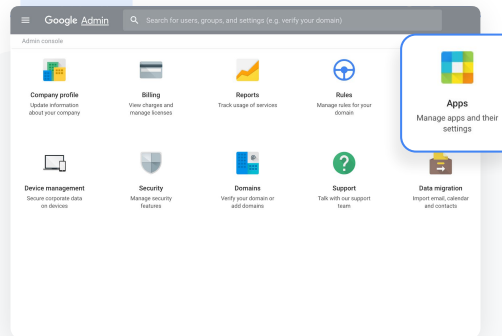 Google Admin
Search for users, groups, and settings (e.g. verify your domain)
Admin console
Company profile
Update information
about your company
Billing
View charges and
manage licenses
Reports
Track usage of services
Rules
Manage rules for your
domain
Apps
Manage apps and their
settings
Device management
Secure corporate data
on devices
Security
Manage security
features
Domains
Verify your domain or
add domains
Support
Talk with our support
team
Data migration
Import email, calendar
and contacts